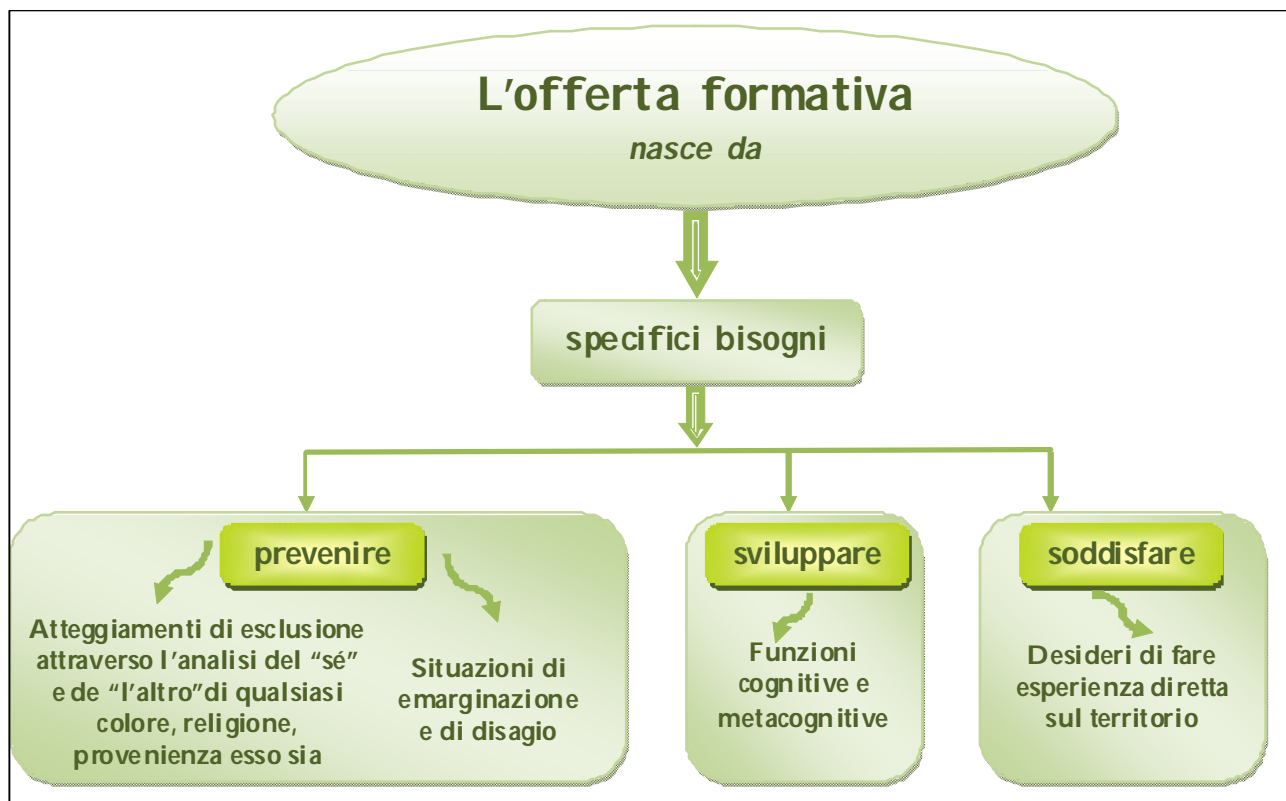 L'offerta formativa
nasce da
specifici bisogni
prevenire
Atteggiamenti di esclusione
attraverso l'analisi del “sé”
e de “l'altro”di qualsiasi
colore, religione,
provenienza esso sia
Situazioni di
emarginazione
e di disagio
sviluppare
Funzioni
cognitive e
metacognitive
soddisfare
Desideri di fare
esperienza diretta
sul territorio